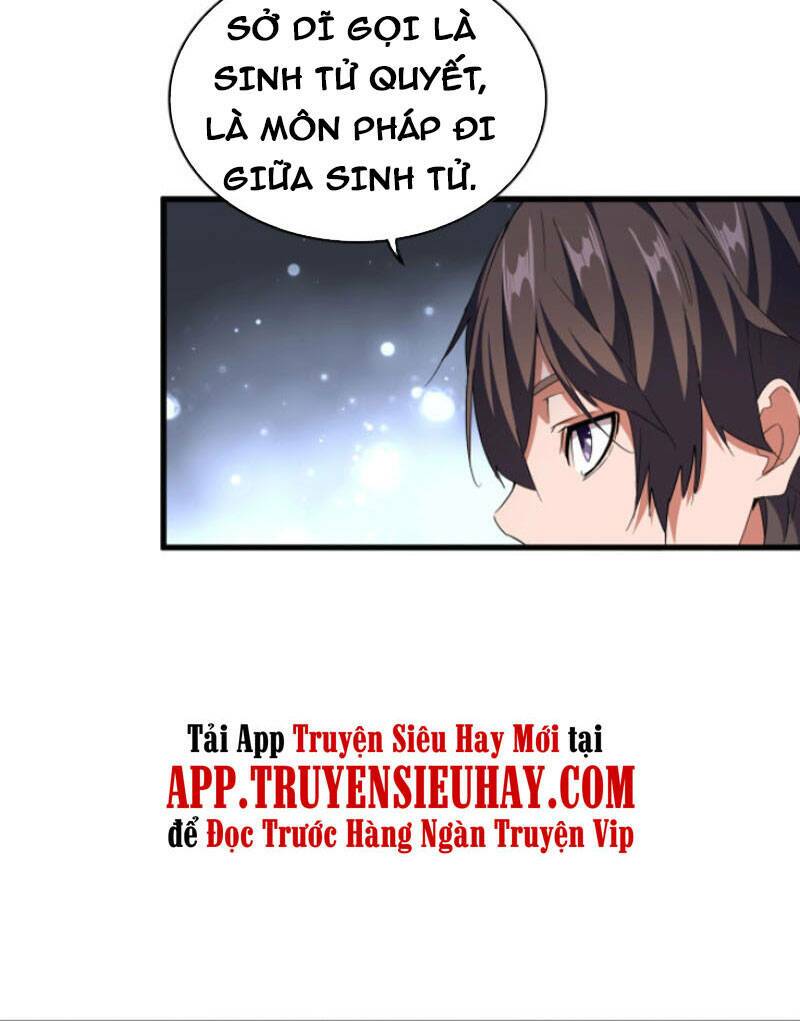 SỞ DĨ GỌI LÀ
SINH TỬ QUYẾT,
LÀ MÔN PHÁP ĐI
GIỮA SINH TỬ.
Tải App Truyện Siêu Hay Mới tại
APP.TRUYENSIEUHAY.COM
để Đọc Trước Hàng Ngàn Truyện Vip